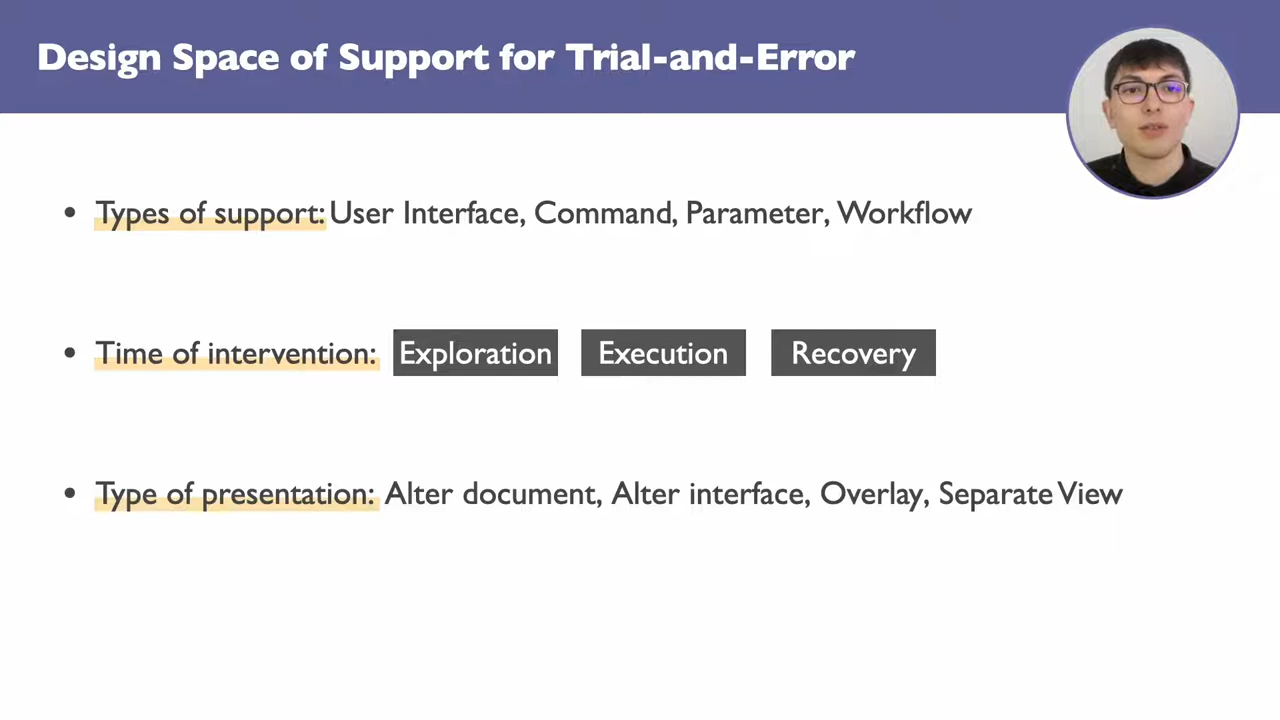 Design Space of Support for Trial-and-Error
• Types of support: User Interface, Command, Parameter, Workflow
• Time of intervention: Exploration Execution Recovery
• Type of presentation: Alter document, Alter interface, Overlay, Separate View